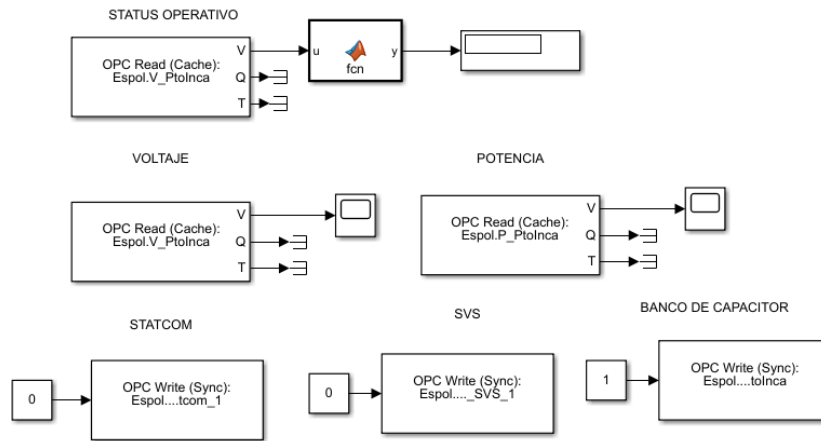 STATUS OPERATIVO
OPC Read (Cache):
Espol.V_PtoInca
V
Q
T
u
fcn
y
VOLTAJE
OPC Read (Cache):
Espol.V_PtoInca
V
Q
T
POTENCIA
OPC Read (Cache):
Espol.P_PtoInca
V
Q
T
STATCOM
0
OPC Write (Sync):
Espol....tcom_1
SVS
0
OPC Write (Sync):
Espol...._SVS_1
BANCO DE CAPACITOR
1
OPC Write (Sync):
Espol....toInca